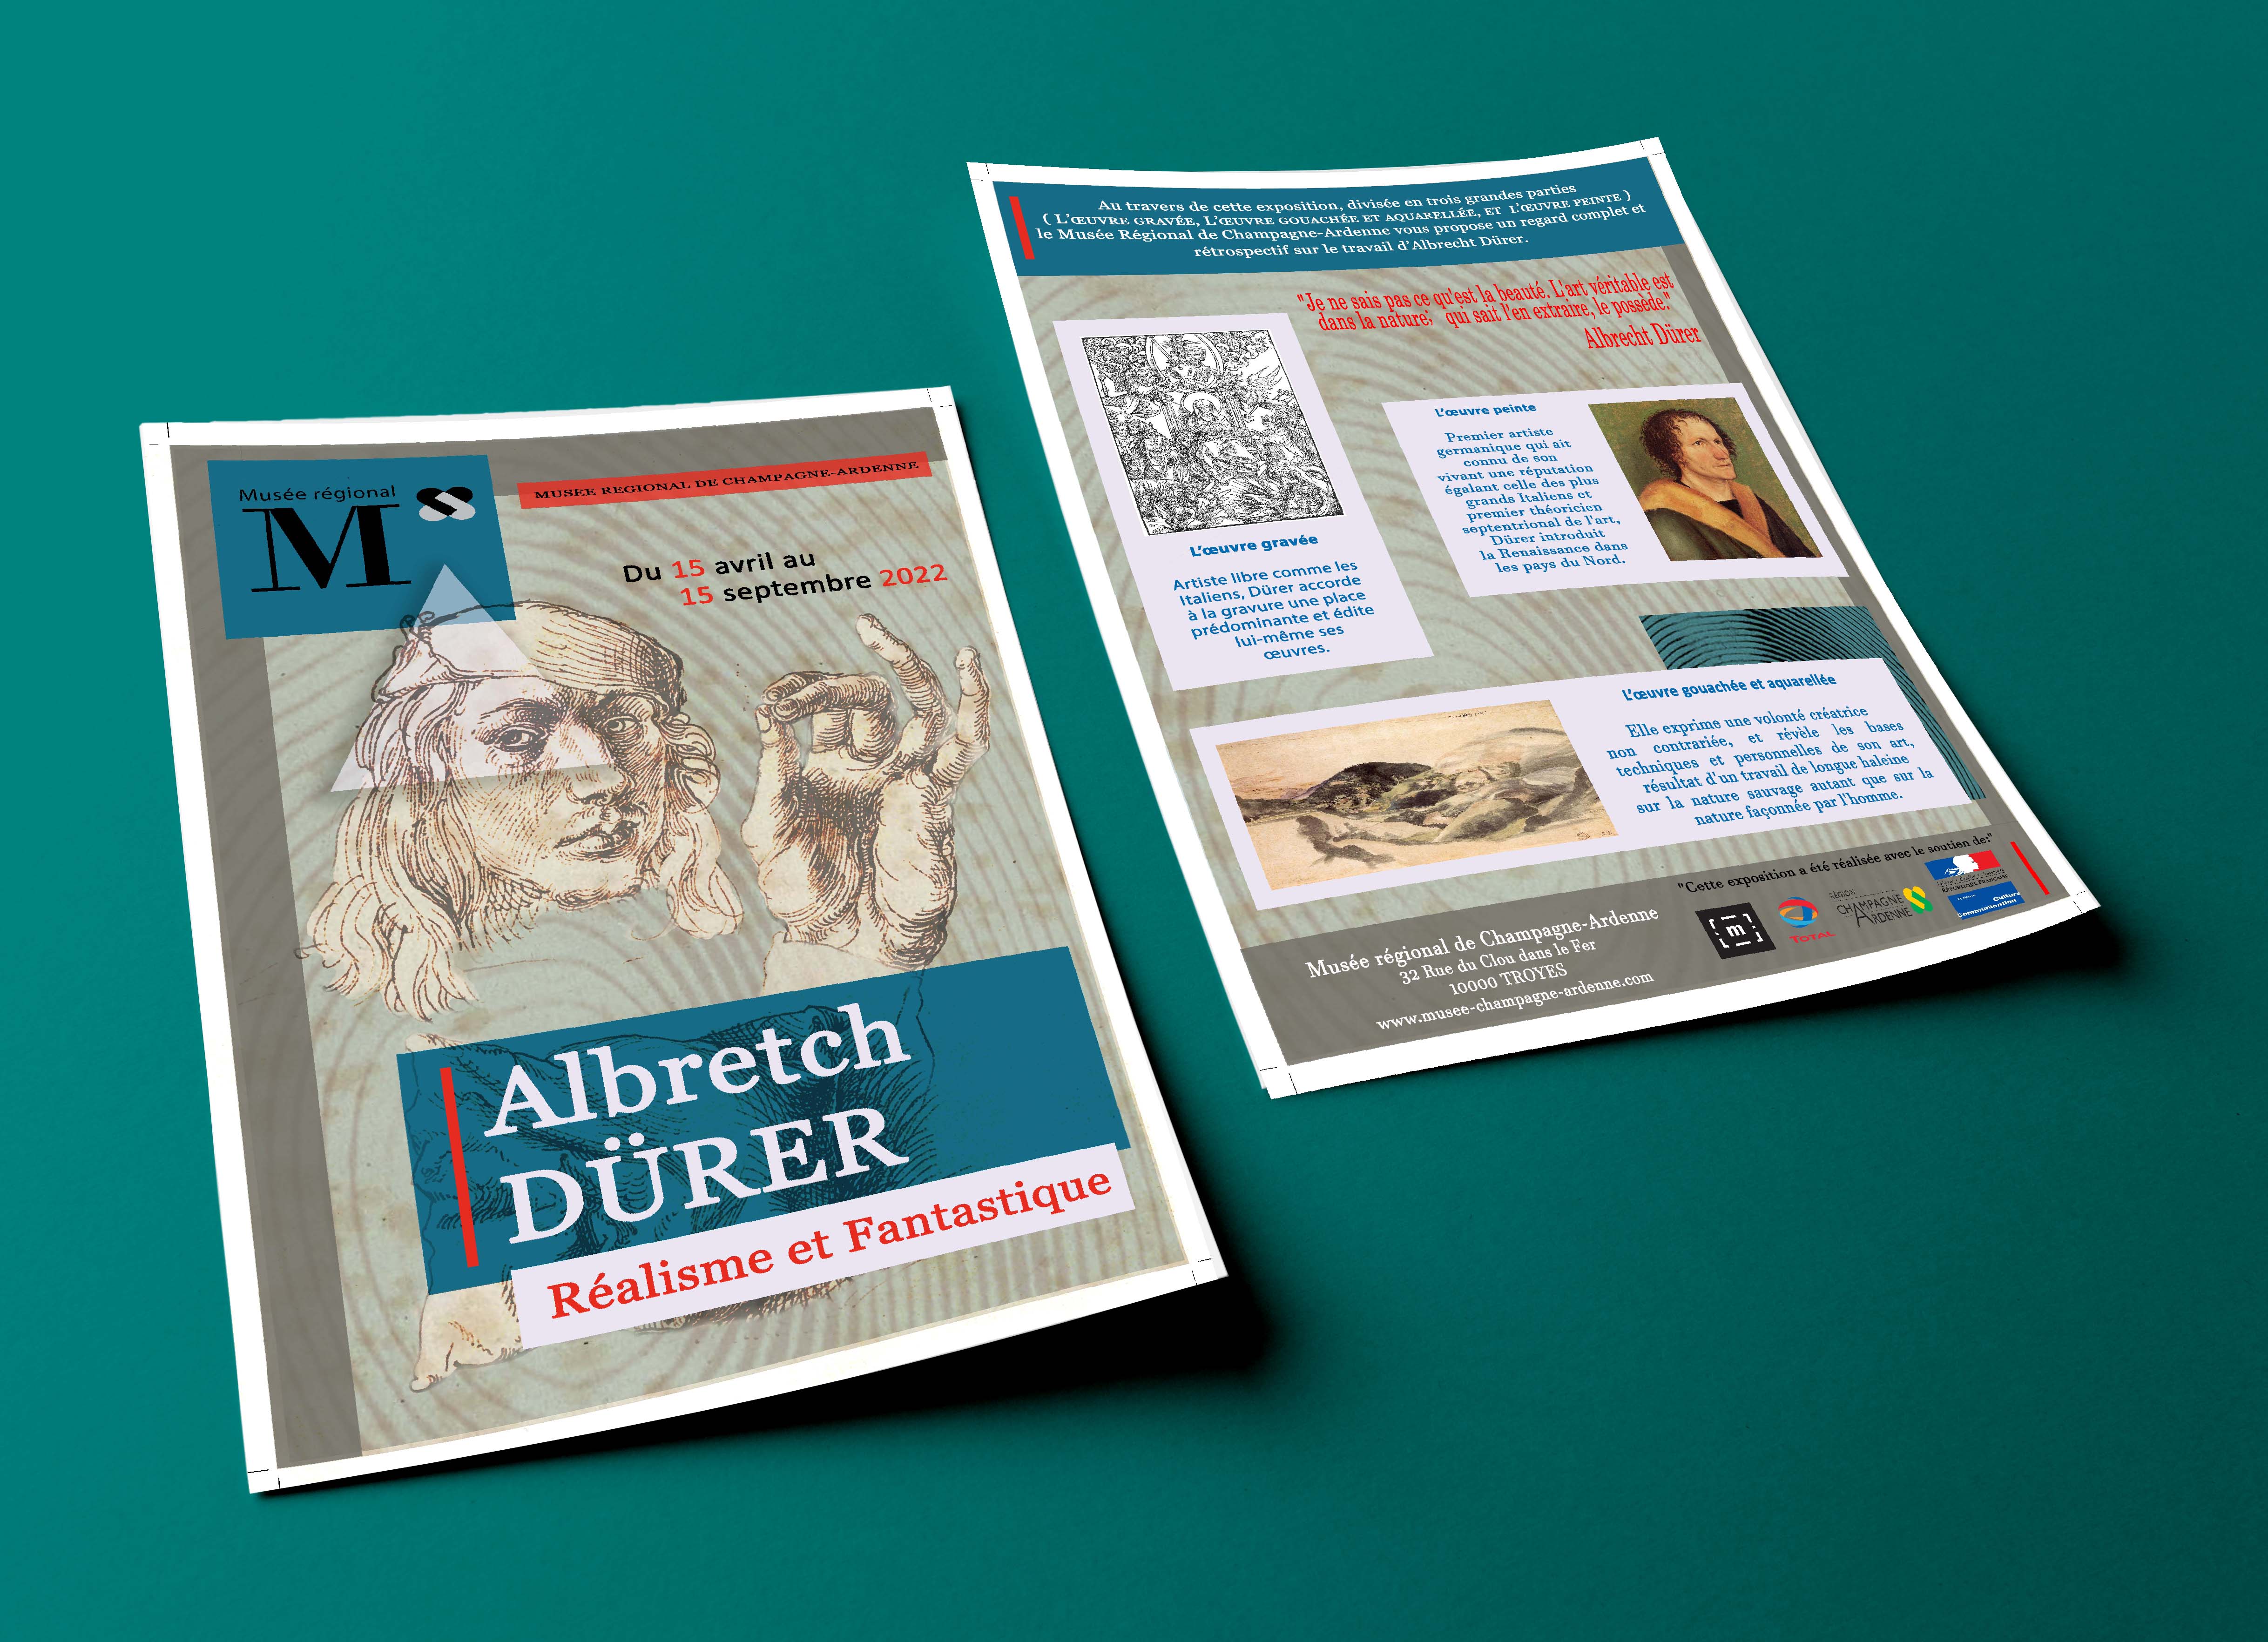 Musée régional
M
MUSEE REGIONAL DE CHAMPAGNE-ARDENNE
Du 15 avril au
15 septembre 2022
Albretch
DÜRER
Réalisme et Fantastique
Au travers de cette exposition, divisée en trois grandes parties
( L'ŒUVRE GRAVÉE, L'ŒUVRE GOUACHÉE ET AQUARELLÉE, ET L'ŒUVRE PEINTE )
le Musée Régional de Champagne-Ardenne vous propose un regard complet et
rétrospectif sur le travail d'Albrecht Dürer.
"Je ne sais pas ce qu'est la beauté. L'art véritable est
dans la nature; qui sait l'en extraire, le possède."
Albrecht Dürer
L'œuvre gravée
Artiste libre comme les
Italiens, Dürer accorde
à la gravure une place
prédominante et édite
lui-même ses
œuvres.
L'œuvre peinte
Premier artiste
germanique qui ait
connu de son
vivant une réputation
égalant celle des plus
grands Italiens et
premier théoricien
septentrional de l'art,
Dürer introduit
la Renaissance dans
les pays du Nord.
L'œuvre gouachée et aquarellée
Elle exprime une volonté créatrice
non contrariée, et révèle les bases
techniques et personnelles de son art,
résultat d'un travail de longue haleine
sur la nature sauvage autant que sur la
nature façonnée par l'homme.
"Cette exposition a été réalisée avec le soutien de:"
[m]
TOTAL
RÉGION
CHAMPAGNE
ARDENNE
RÉPUBLIQUE FRANÇAISE
Culture
Communication
Musée régional de Champagne-Ardenne
32 Rue du Clou dans le Fer
10000 TROYES
www.musee-champagne-ardenne.com